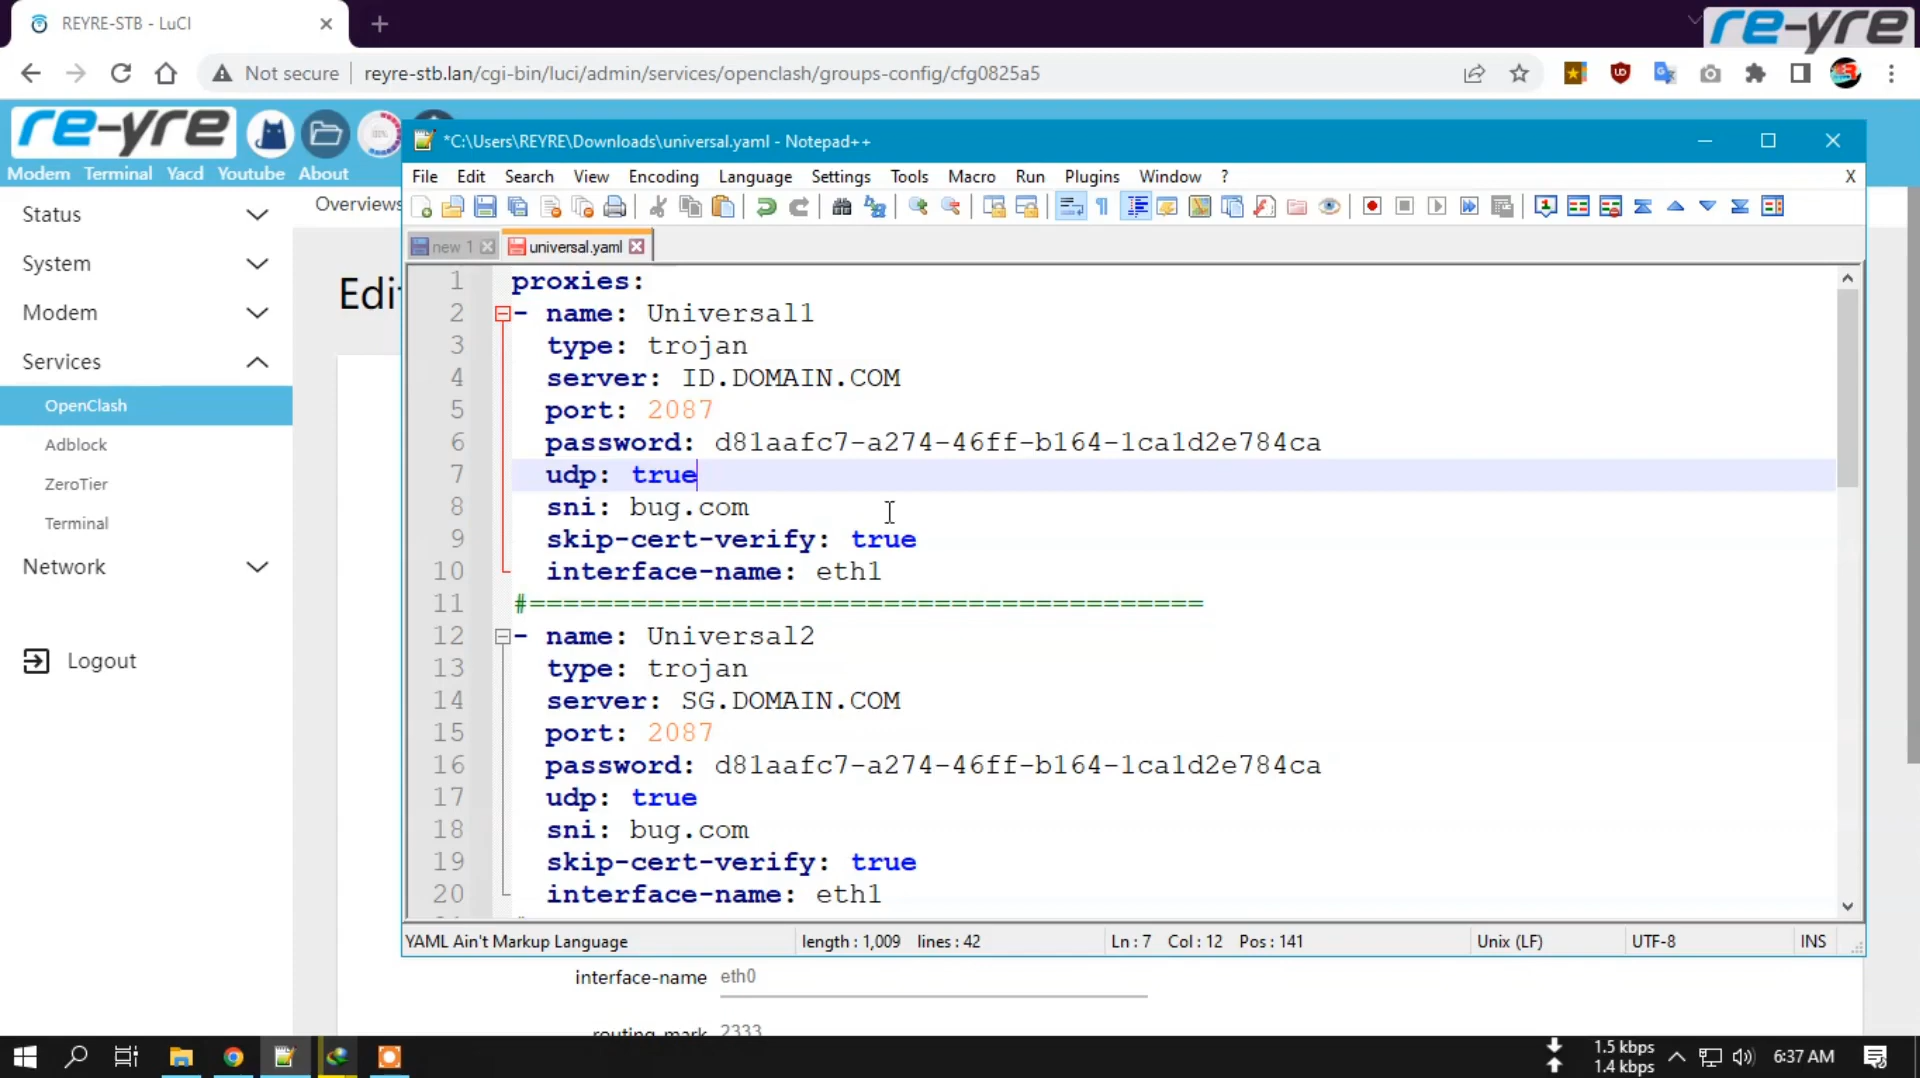 REYRE-STB - LuCI
re-yre
Not secure
reyre-stb.lan/cgi-bin/luci/admin/services/openclash/groups-config/cfg0825a5
re-yre
Modem Terminal Yacd Youtube About
Status
System
Modem
Services
OpenClash
Adblock
ZeroTier
Terminal
Network
Logout
Overviews
Edi
*C:\Users\REYRE\Downloads\universal.yaml - Notepad++
File Edit Search View Encoding Language Settings Tools Macro Run Plugins Window ? X
new 1
universal.yaml
1 proxies:
2 - name: Universal1
3 type: trojan
4 server: ID.DOMAIN.COM
5 port: 2087
6 password: d81aafc7-a274-46ff-b164-1ca1d2e784ca
7 udp: true
8 sni: bug.com
9 skip-cert-verify: true
10 interface-name: eth1
11 #========================================
12 - name: Universal2
13 type: trojan
14 server: SG.DOMAIN.COM
15 port: 2087
16 password: d81aafc7-a274-46ff-b164-1ca1d2e784ca
17 udp: true
18 sni: bug.com
19 skip-cert-verify: true
20 interface-name: eth1
YAML Ain't Markup Language
length : 1,009 lines : 42
Ln : 7 Col : 12 Pos : 141
Unix (LF)
UTF-8
INS
interface-name eth0
routing_mark 2333
1.5 kbps
1.4 kbps
6:37 AM